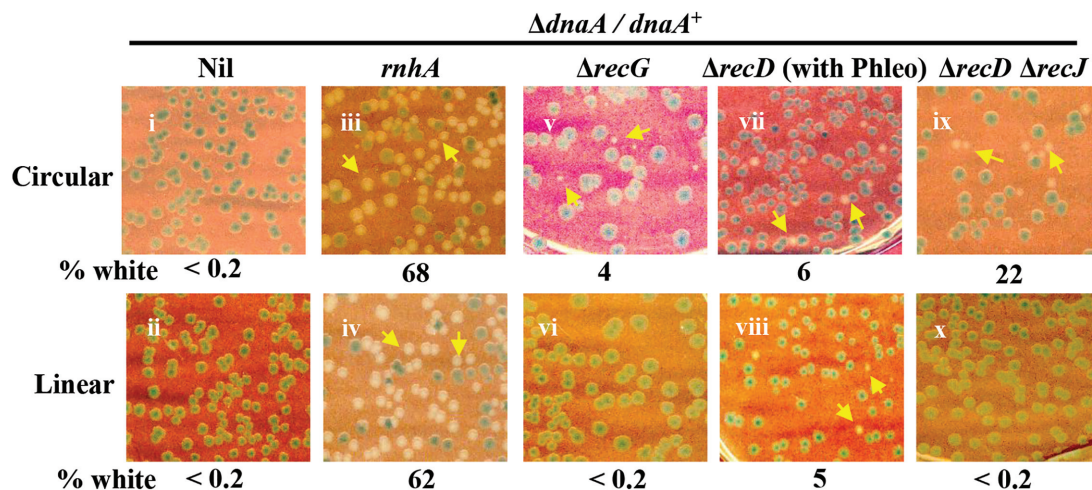 ΔdnaA / dnaA+
Nil rnhA ΔrecG ΔrecD (with Phleo) ΔrecD ΔrecJ
Circular i iii v vii ix
% white < 0.2 68 4 6 22
Linear ii iv vi viii x
% white < 0.2 62 < 0.2 5 < 0.2